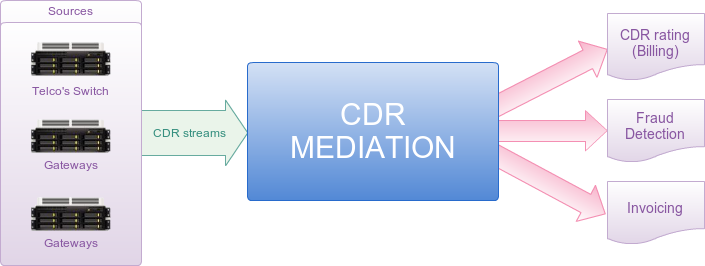 Sources
Telco's Switch
Gateways
Gateways
CDR streams
CDR
MEDIATION
CDR rating
(Billing)
Fraud
Detection
Invoicing